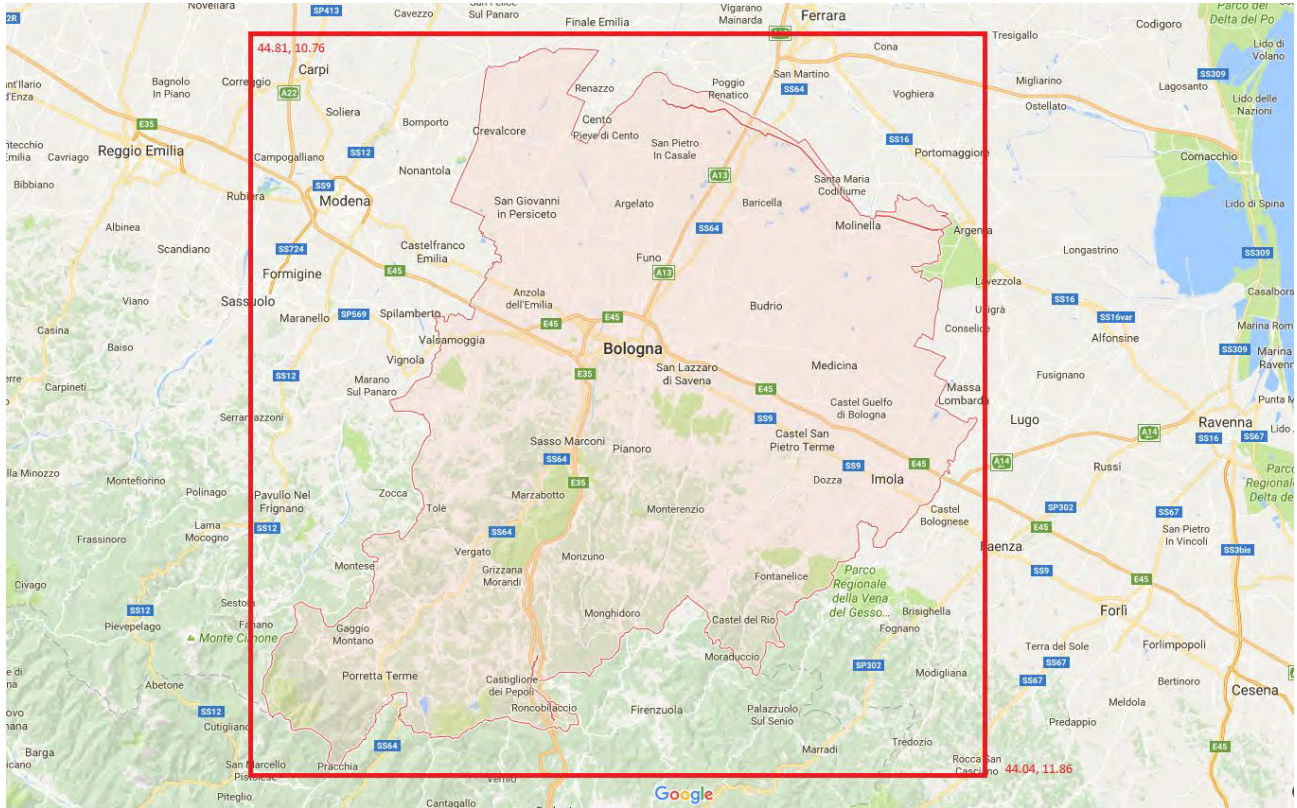 Novellara
SP413
Cavezzo
Sul Panaro
Finale Emilia
Vigarano
Mainarda
Ferrara
Tresigallo
Codigoro
Parco del
Delta del Po
44.81, 10.76
Cona
Lido di
Volano
Correggio
Carpi
A22
Bagnolo
In Piano
San Martino
SS64
Poggio
Renatico
Renazzo
Voghiera
Migliarino
Ostellato
SS309
Lagosanto
Lido delle
Nazioni
Soliera
E35
Bomporto
Crevalcore
Cento
Pieve di Cento
San Pietro
In Casale
SS16
Portomaggiore
Comacchio
Reggio Emilia
Cavriago
Bibbiano
Campogalliano
SS12
Nonantola
A13
Santa Maria
Codifiume
Rubiera
SS9
Modena
San Giovanni
in Persiceto
Argelato
Baricella
SS64
Molinella
Argenta
Lido di Spina
Albinea
Scandiano
SS724
Castelfranco
Emilia
Longastrino
SS309
Formigine
E45
Funo
A13
Lavezzola
Viano
Sassuolo
Anzola
dell'Emilia
Budrio
SS16
Casina
Maranello
SP569
Spilamberto
E45
E45
Conselice
SS16var
Alfonsine
Baiso
Valsamoggia
Bologna
SS309
Vignola
San Lazzaro
di Savena
Medicina
Carpineti
SS12
Marano
Sul Panaro
E35
E45
Massa
Lombarda
Fusignano
Serramazzoni
Castel Guelfo
di Bologna
SS9
Lugo
Ravenna
A14
SS16
SS67
Sasso Marconi
Pianoro
Castel San
Pietro Terme
SS64
E45
SS9
A14
Russi
Montefiorino
Polinago
Pavullo Nel
Frignano
Zocca
Marzabotto
E35
Dozza
Imola
Tolè
Monterenzio
Castel
Bolognese
SP302
SS67
Lama
Mocogno
SS12
SS64
E45
San Pietro
In Vincoli
Frassinoro
Vergato
Monzuno
Faenza
SS3bis
Montese
Grizzana
Morandi
Fontanelice
Parco
Regionale
della Vena
del Gesso...
SS9
E45
Civago
Sestola
SS12
Fanano
Monghidoro
Castel del Rio
Brisighella
Forlì
Pievepelago
Monte Cimone
Gaggio
Montano
Fognano
Terra del Sole
Forlimpopoli
Moraduccio
SP302
SS67
Abetone
Porretta Terme
Castiglione
dei Pepoli
Modigliana
SS67
Bertinoro
Cesena
SS12
Roncobilaccio
Firenzuola
Palazzuolo
Sul Senio
Meldola
Cutigliano
Predappio
Barga
SS64
Marradi
Tredozio
E45
San Marcello
Pistoiese
Pracchia
Rocca San
Casciano
44.04, 11.86
Vernio
Piteglio
Cantagallo
Google